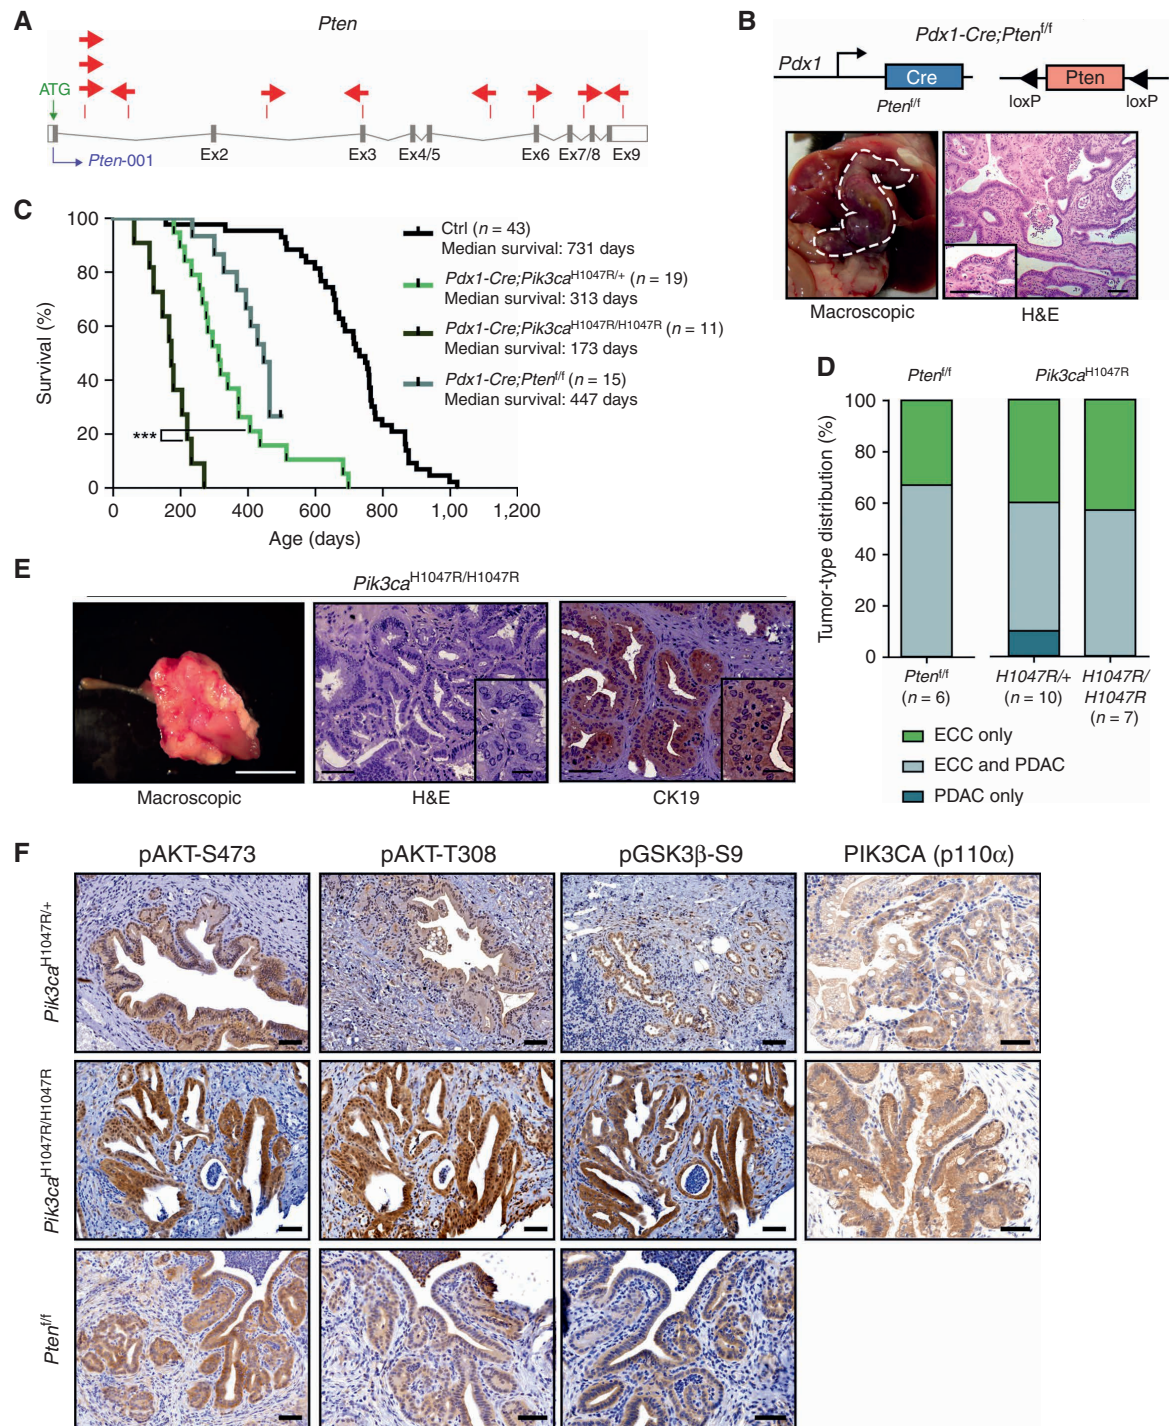 A
Pten
ATG
Pten-001
Ex2
Ex3
Ex4/5
Ex6
Ex7/8
Ex9
B
Pdx1-Cre;Ptenf/f
Pdx1
Cre
Pten
Ptenf/f
loxP
loxP
Macroscopic
H&E
C
Survival (%)
100
80
60
40
20
0
***
0
200
400
600
800
1,000
1,200
Age (days)
Ctrl (n = 43)
Median survival: 731 days
Pdx1-Cre;Pik3caH1047R/+ (n = 19)
Median survival: 313 days
Pdx1-Cre;Pik3caH1047R/H1047R (n = 11)
Median survival: 173 days
Pdx1-Cre;Ptenf/f (n = 15)
Median survival: 447 days
D
Ptenf/f
Pik3caH1047R
Tumor-type distribution (%)
100
80
60
40
20
0
Ptenf/f
(n = 6)
H1047R/+
(n = 10)
H1047R/
H1047R
(n = 7)
ECC only
ECC and PDAC
PDAC only
E
Pik3caH1047R/H1047R
Macroscopic
H&E
CK19
F
pAKT-S473
pAKT-T308
pGSK3β-S9
PIK3CA (p110α)
Pik3caH1047R/+
Pik3caH1047R/H1047R
Ptenf/f